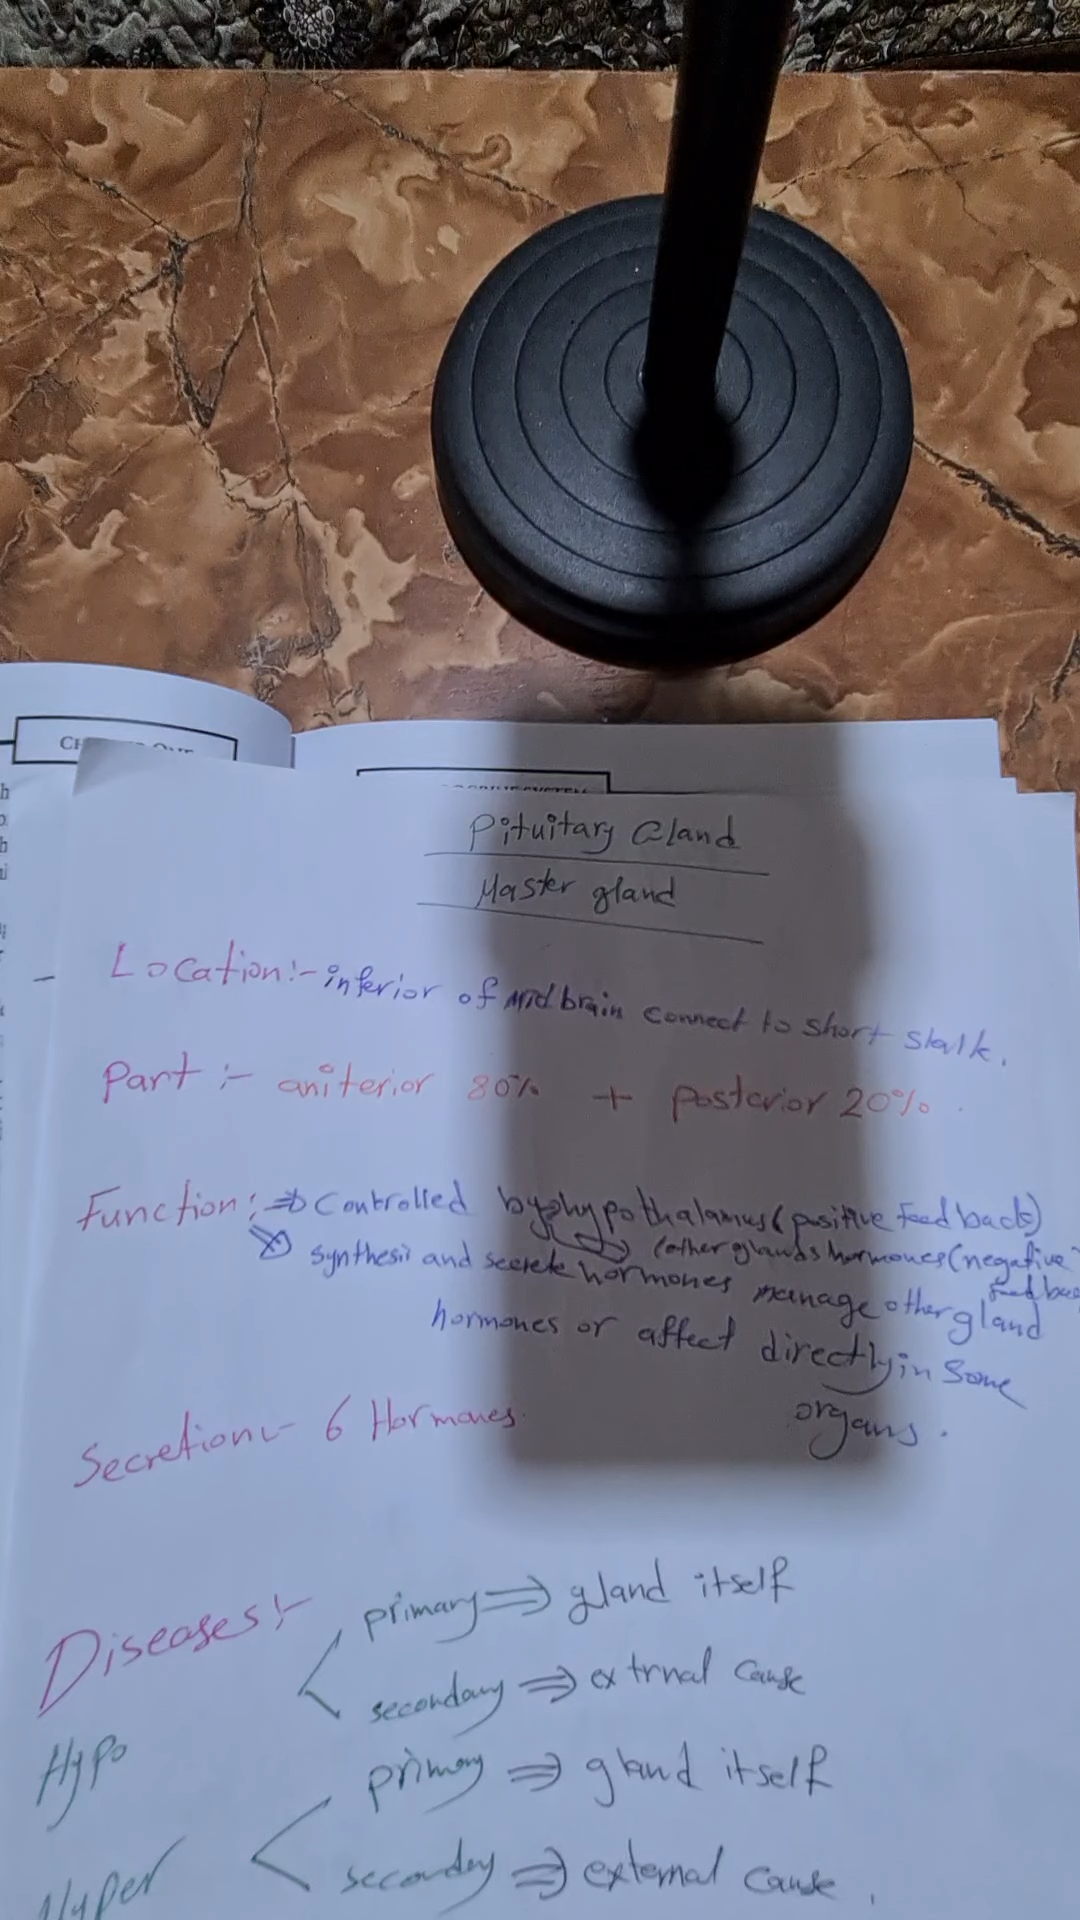 Pituitary Gland
Master gland
Location:- inferior of mid brain connect to short stalk.
Part :- aniterior 80% + posterior 20%.
Function: ⇒ Controlled by hypothalamus (positive feed back)
(other glands hormones (negative
synthesis and secrete hormones manage other gland
hormones or affect directly in some
organs.
Secretion:- 6 Hormones
Diseases:-
primary ⇒ gland itself
secondary ⇒ extrnal cause
Hypo
primary ⇒ gland itself
Hyper
secondary ⇒ external cause.